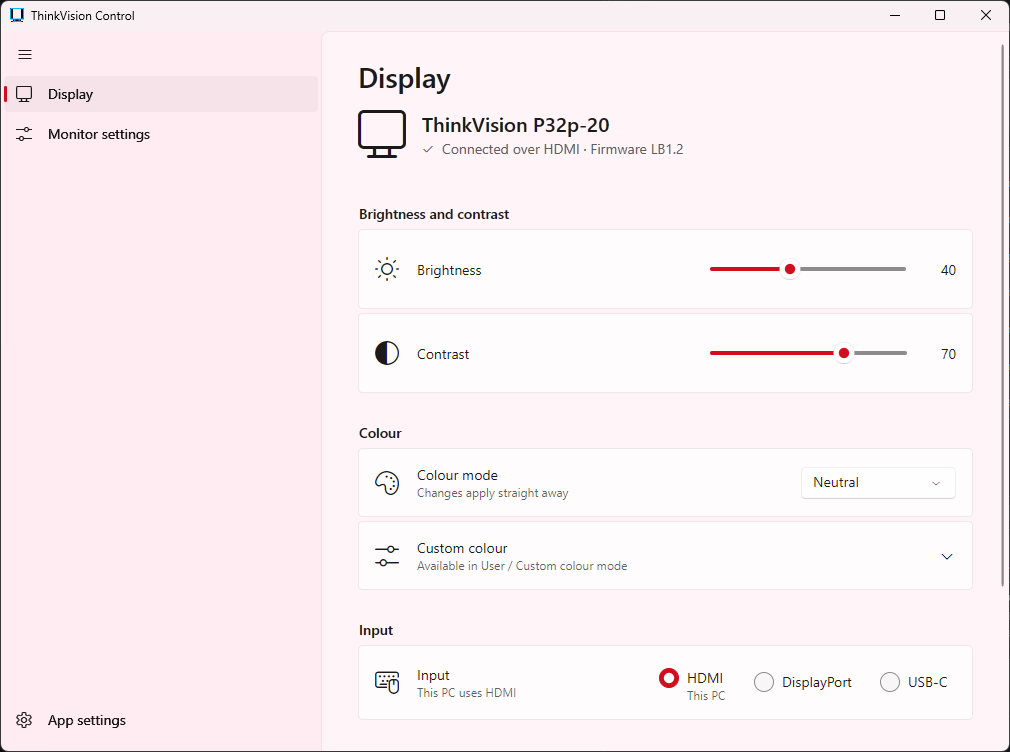 ThinkVision Control
Display
Monitor settings
App settings
Display
ThinkVision P32p-20
Connected over HDMI · Firmware LB1.2
Brightness and contrast
Brightness
40
Contrast
70
Colour
Colour mode
Changes apply straight away
Neutral
Custom colour
Available in User / Custom colour mode
Input
Input
This PC uses HDMI
HDMI
This PC
DisplayPort
USB-C